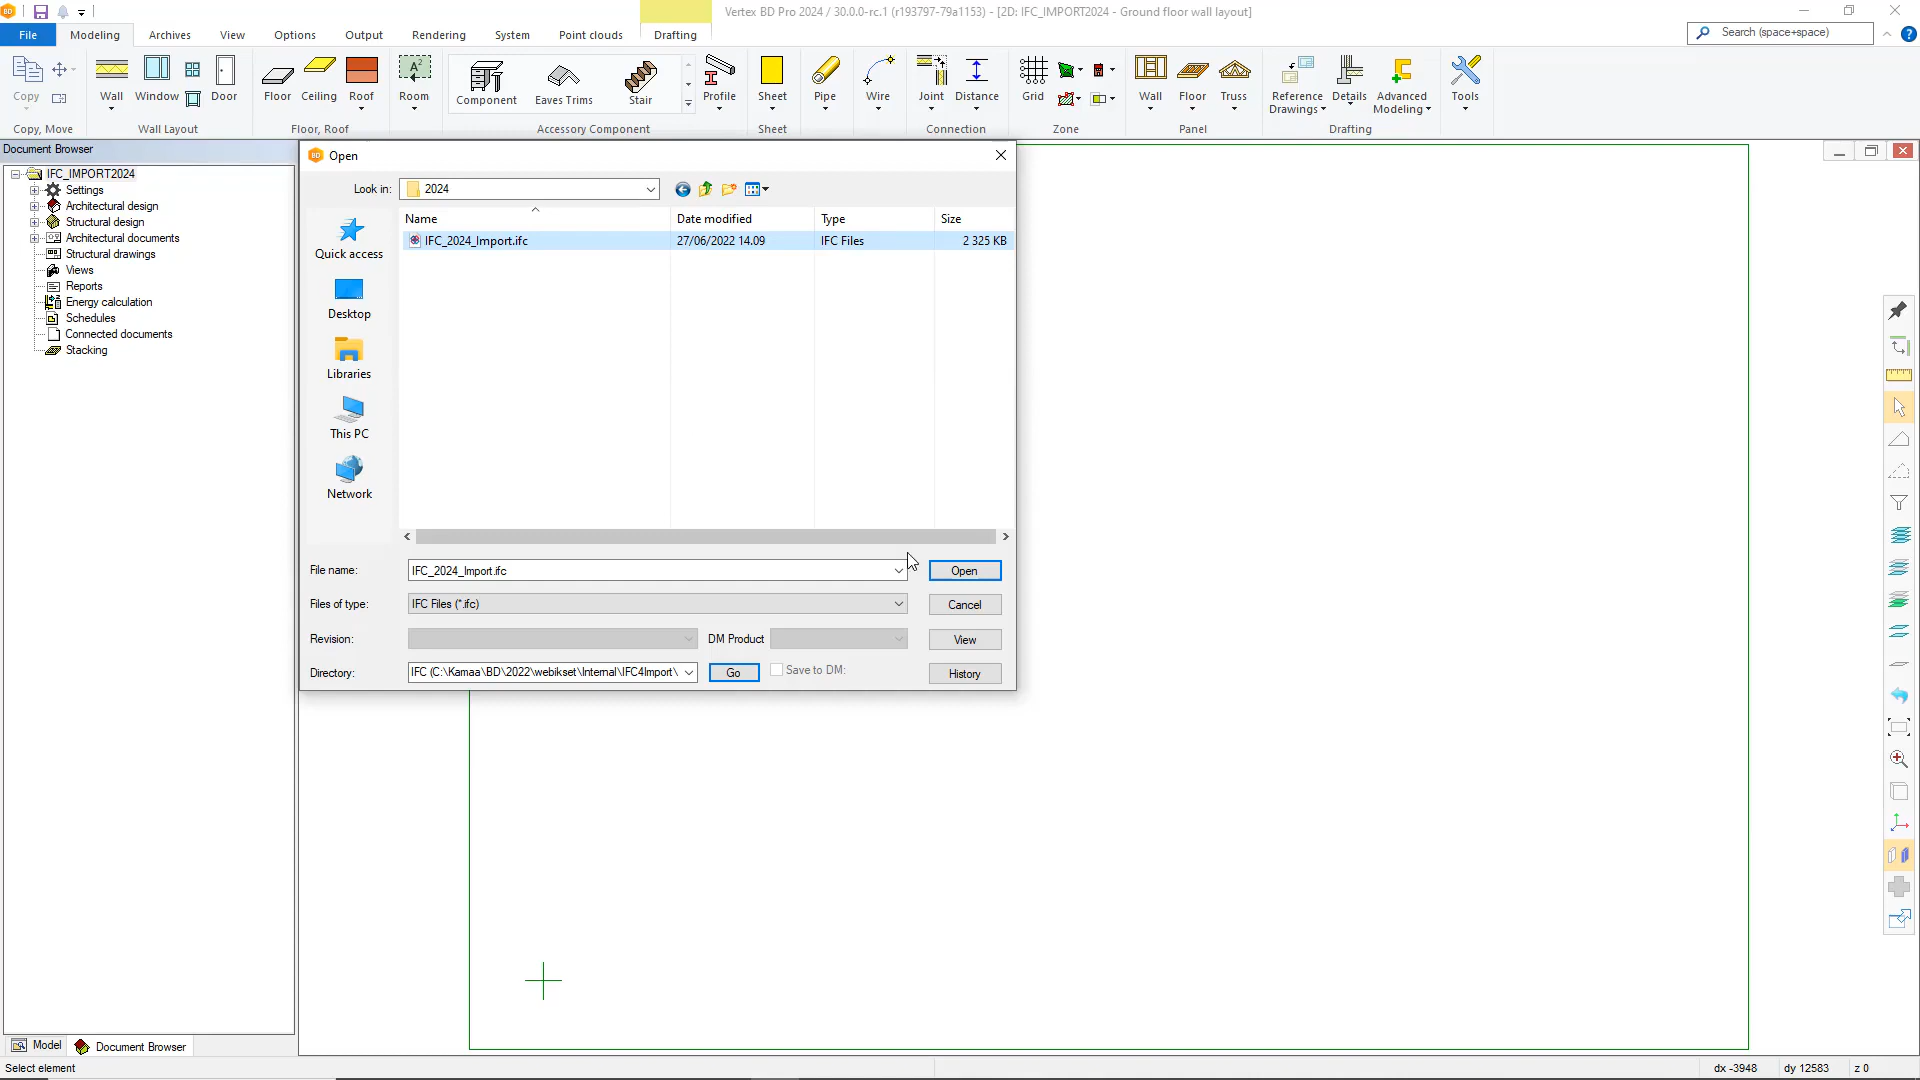 Vertex BD Pro 2024 / 30.0.0-rc.1 (r193797-79a1153) - [2D: IFC_IMPORT2024 - Ground floor wall layout]
File Modeling Archives View Options Output Rendering System Point clouds Drafting
Search (space+space)
Copy Wall Window Door Floor Ceiling Roof Room Component Eaves Trims Stair Profile Sheet Pipe Wire Joint Distance Grid Wall Floor Truss Reference Drawings Details Advanced Modeling Tools
Copy, Move Wall Layout Floor, Roof Accessory Component Sheet Connection Zone Panel Drafting
Document Browser
IFC_IMPORT2024
Settings
Architectural design
Structural design
Architectural documents
Structural drawings
Views
Reports
Energy calculation
Schedules
Connected documents
Stacking
Open
Look in: 2024
Name Date modified Type Size
IFC_2024_Import.ifc 27/06/2022 14.09 IFC Files 2 325 KB
Quick access
Desktop
Libraries
This PC
Network
File name: IFC_2024_Import.ifc Open
Files of type: IFC Files (*.ifc) Cancel
Revision: DM Product View
Directory: IFC (C:\Kamaa\BD\2022\webikset\Internal\IFC4Import\ Go Save to DM: History
Model Document Browser
Select element dx -3948 dy 12583 z 0